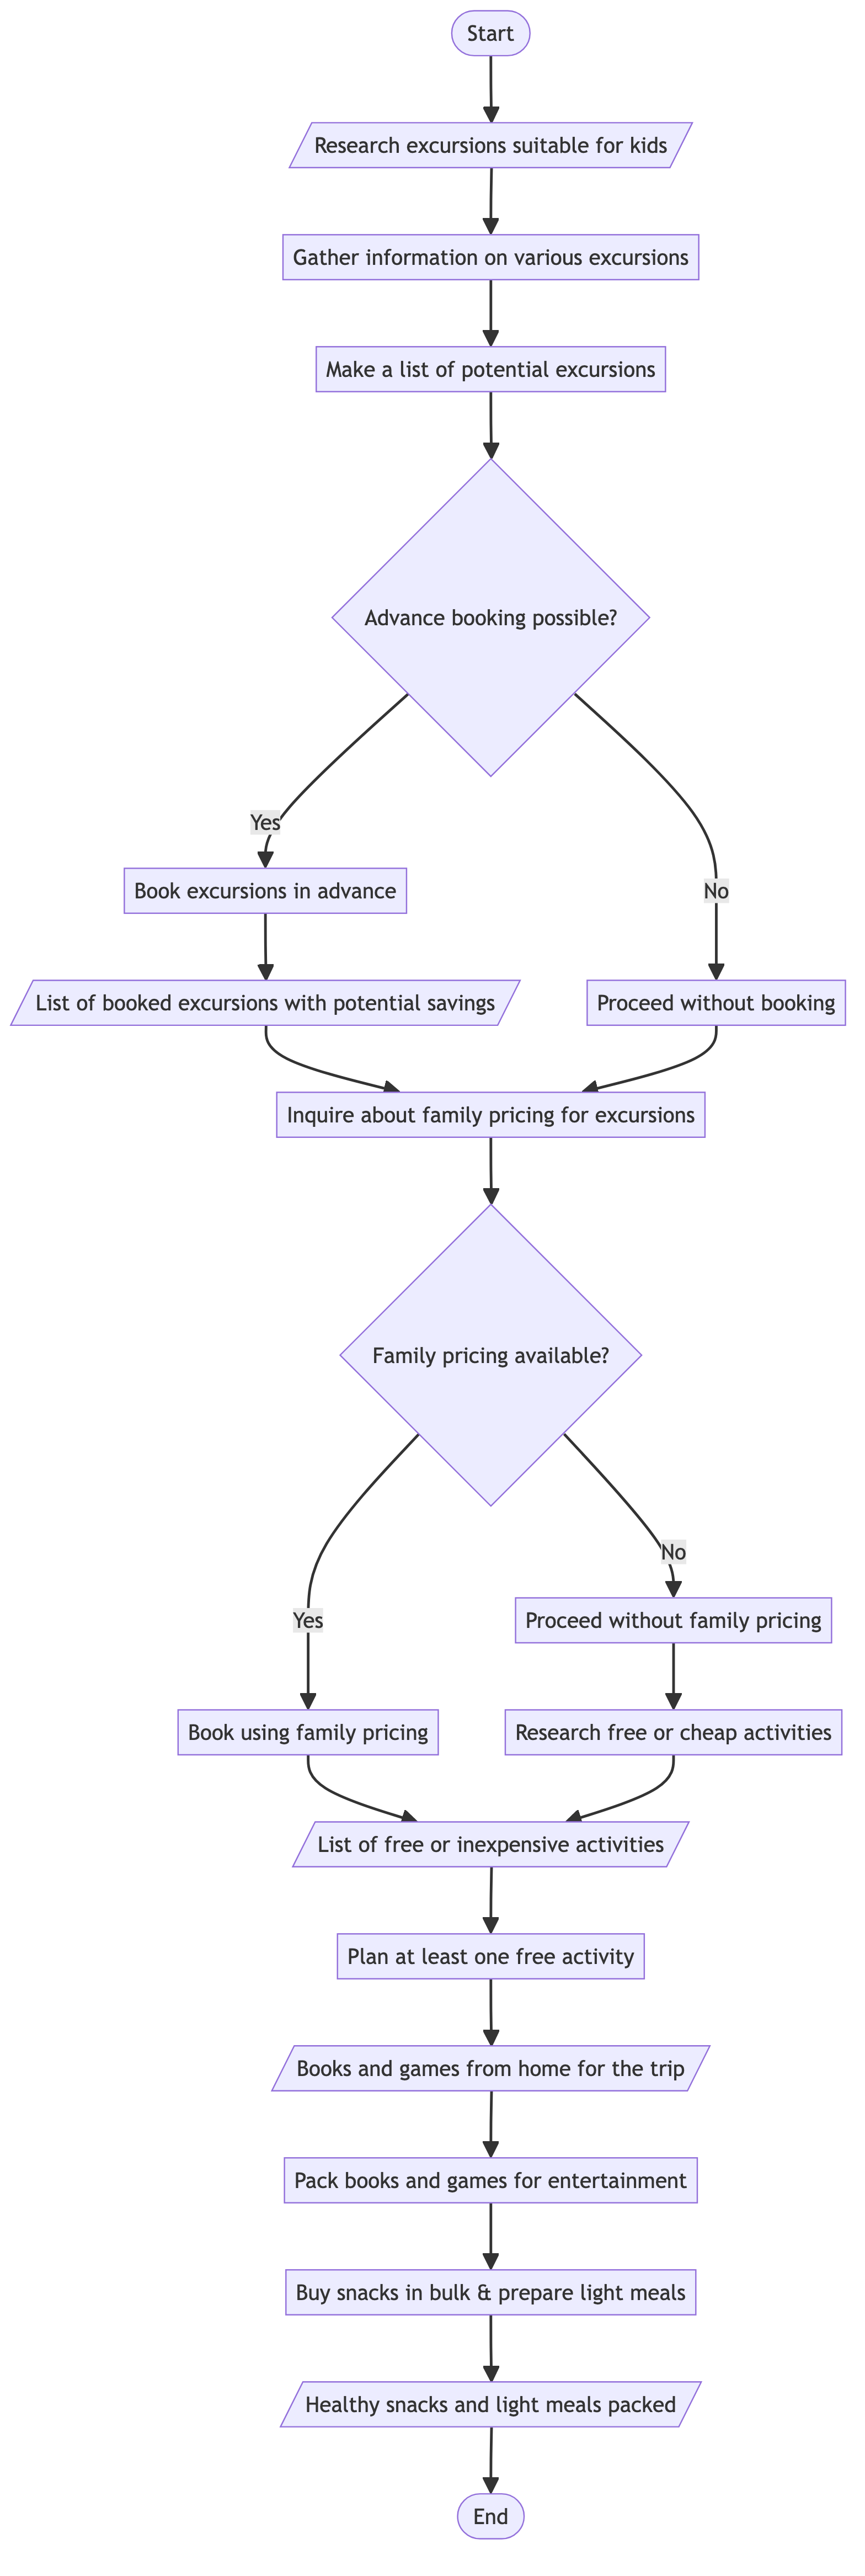 Start
Research excursions suitable for kids
Gather information on various excursions
Make a list of potential excursions
Advance booking possible?
Yes
Book excursions in advance
No
List of booked excursions with potential savings
Proceed without booking
Inquire about family pricing for excursions
Family pricing available?
No
Yes
Proceed without family pricing
Book using family pricing
Research free or cheap activities
List of free or inexpensive activities
Plan at least one free activity
Books and games from home for the trip
Pack books and games for entertainment
Buy snacks in bulk & prepare light meals
Healthy snacks and light meals packed
End